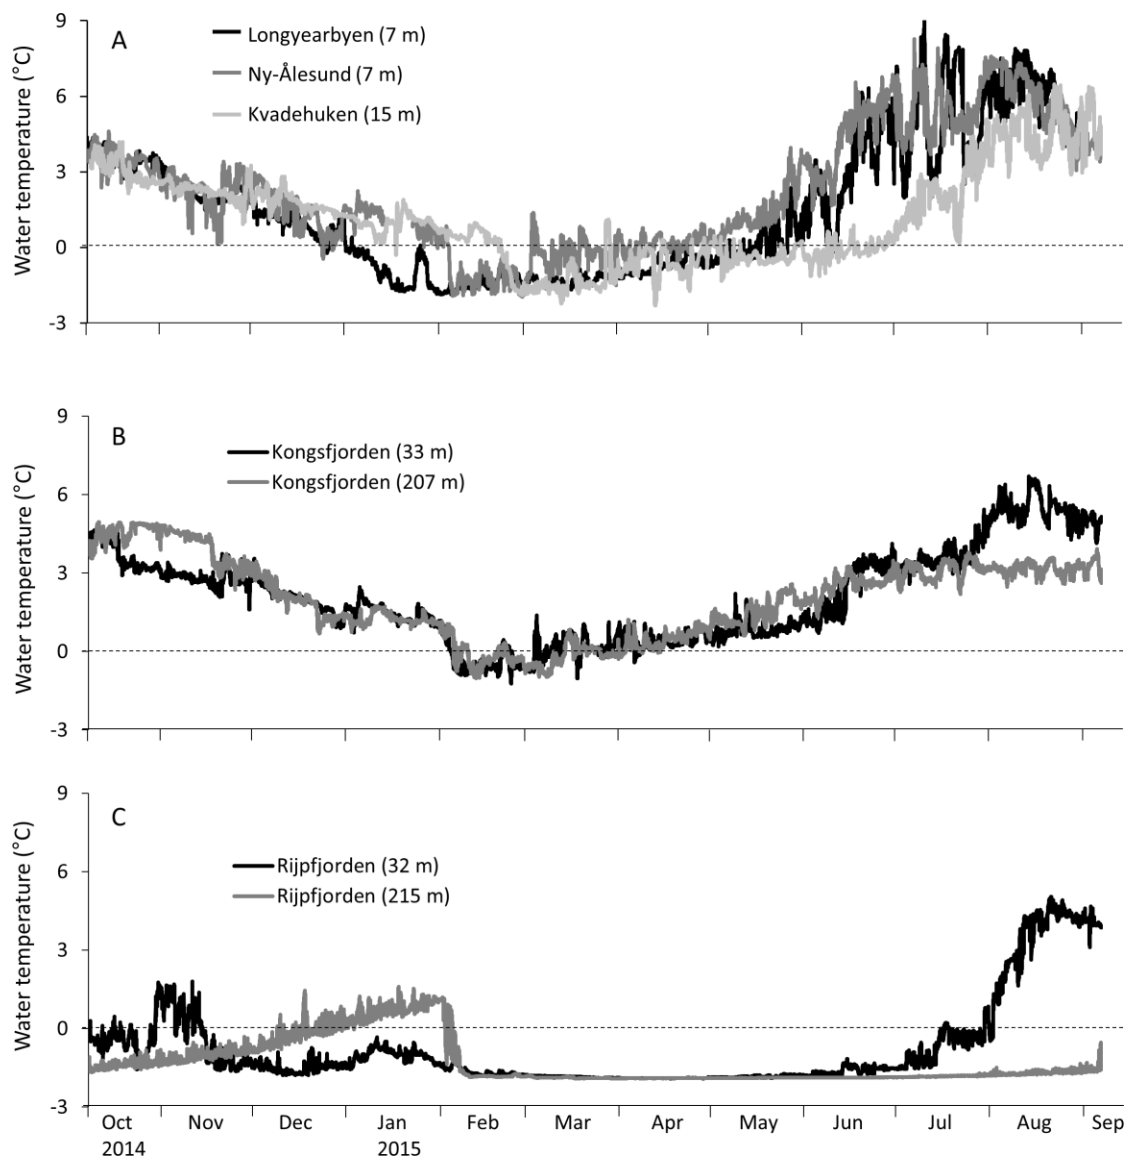 A
Longyearbyen (7 m)
Ny-Ålesund (7 m)
Kvadehuken (15 m)
Water temperature (°C)
9
6
3
0
-3
B
Kongsfjorden (33 m)
Kongsfjorden (207 m)
Water temperature (°C)
9
6
3
0
-3
C
Rijpfjorden (32 m)
Rijpfjorden (215 m)
Water temperature (°C)
9
6
3
0
-3
Oct Nov Dec Jan Feb Mar Apr May Jun Jul Aug Sep
2014 2015